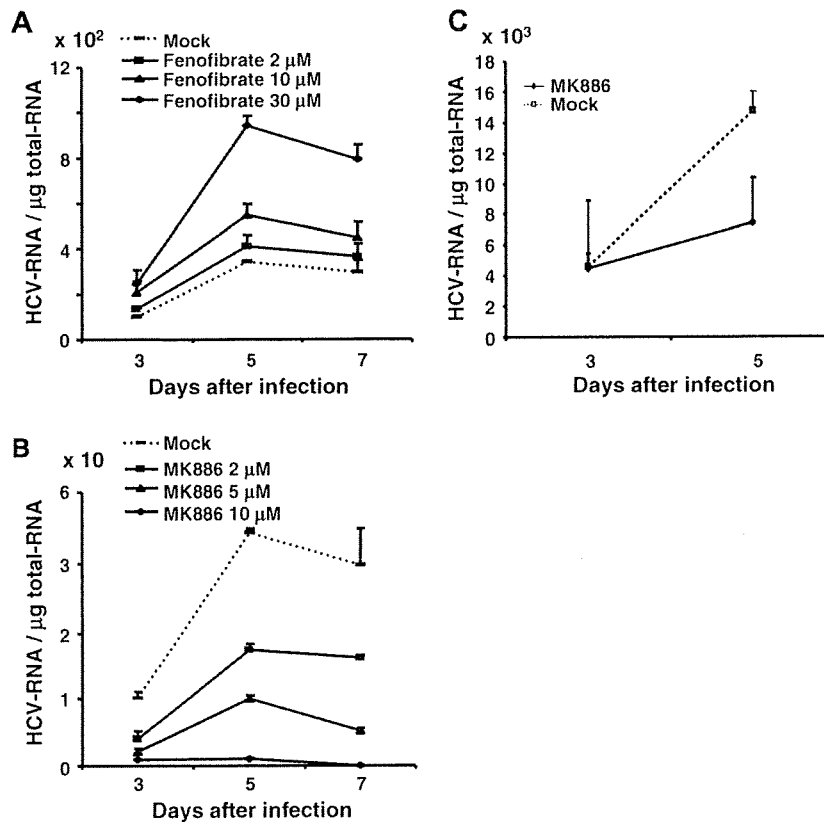 A
x 10²
Mock
Fenofibrate 2 µM
Fenofibrate 10 µM
Fenofibrate 30 µM
12
8
4
0
HCV-RNA / µg total-RNA
3 5 7
Days after infection
C
x 10³
MK886
Mock
18
16
14
12
10
8
6
4
2
0
HCV-RNA / µg total-RNA
3 5
Days after infection
B
x 10
Mock
MK886 2 µM
MK886 5 µM
MK886 10 µM
6
3
2
1
0
HCV-RNA / µg total-RNA
3 5 7
Days after infection